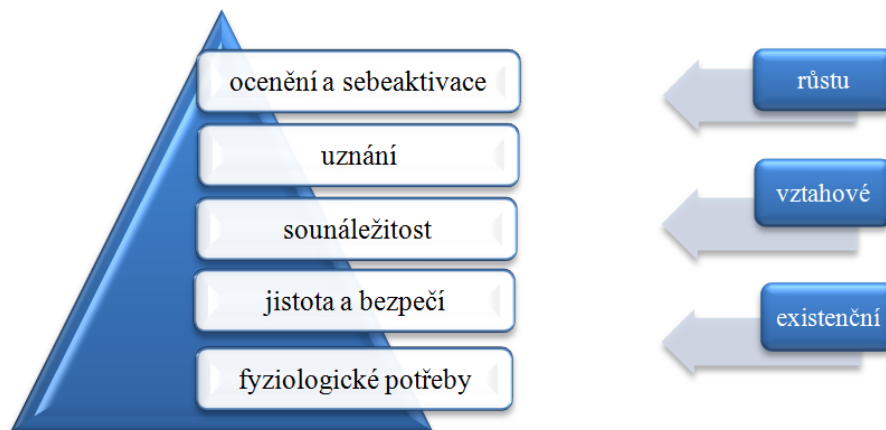 ocenění a sebeaktivace
růstu
uznání
vztahové
sounáležitost
jistota a bezpečí
existenční
fyziologické potřeby